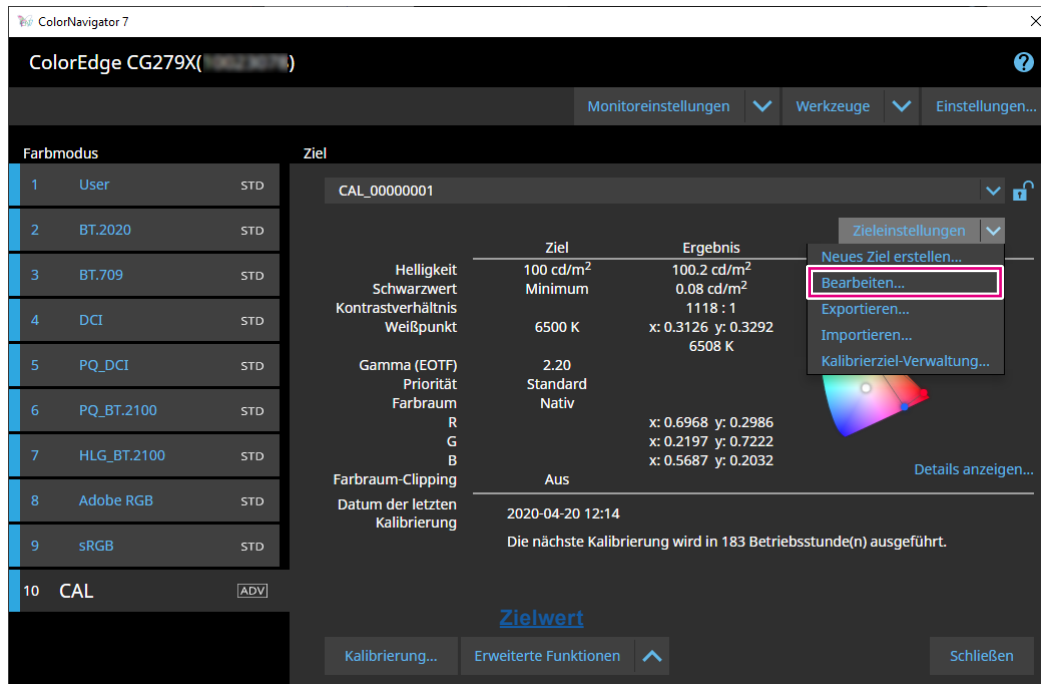 ColorNavigator 7
ColorEdge CG279X( )
Monitoreinstellungen Werkzeuge Einstellungen...
Farbmodus
1 User STD
2 BT.2020 STD
3 BT.709 STD
4 DCI STD
5 PQ_DCI STD
6 PQ_BT.2100 STD
7 HLG_BT.2100 STD
8 Adobe RGB STD
9 sRGB STD
10 CAL ADV
Ziel
CAL_00000001
Zieleinstellungen
Neues Ziel erstellen...
Bearbeiten...
Exportieren...
Importieren...
Kalibrierziel-Verwaltung...
Ziel Ergebnis
Helligkeit 100 cd/m² 100.2 cd/m²
Schwarzwert Minimum 0.08 cd/m²
Kontrastverhältnis 1118 : 1
Weißpunkt 6500 K x: 0.3126 y: 0.3292
6508 K
Gamma (EOTF) 2.20
Priorität Standard
Farbraum Nativ
R x: 0.6968 y: 0.2986
G x: 0.2197 y: 0.7222
B x: 0.5687 y: 0.2032
Farbraum-Clipping Aus
Details anzeigen...
Datum der letzten
Kalibrierung
2020-04-20 12:14
Die nächste Kalibrierung wird in 183 Betriebsstunde(n) ausgeführt.
Zielwert
Kalibrierung... Erweiterte Funktionen Schließen